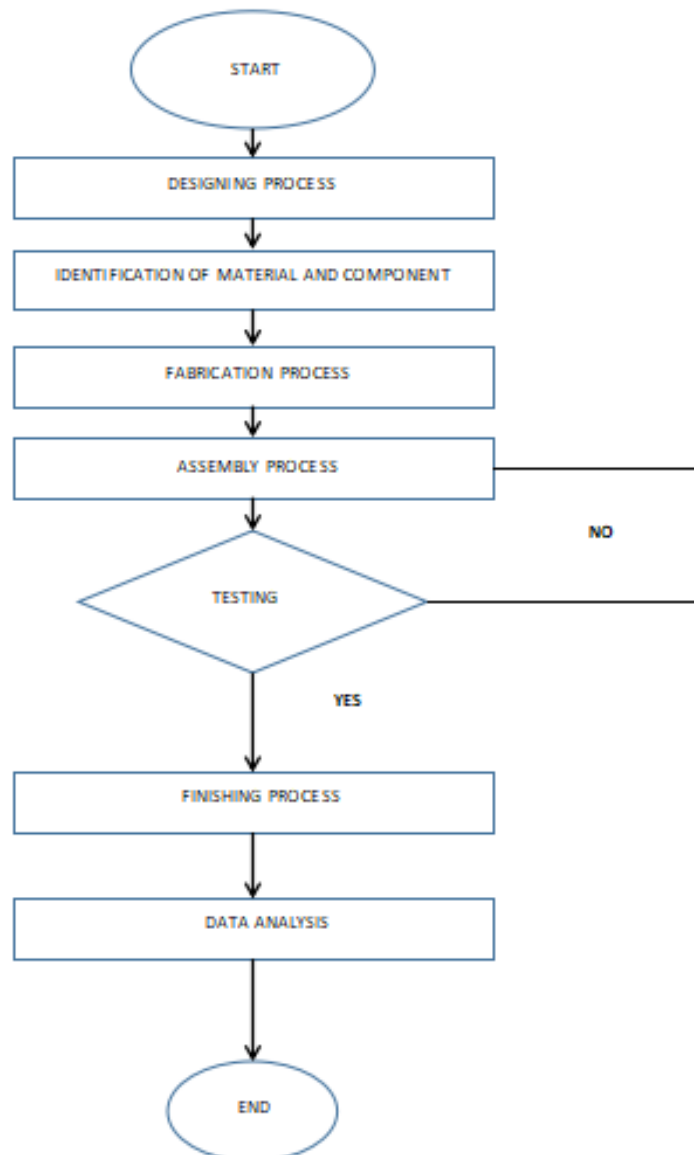 START
DESIGNING PROCESS
IDENTIFICATION OF MATERIAL AND COMPONENT
FABRICATION PROCESS
ASSEMBLY PROCESS
NO
TESTING
YES
FINISHING PROCESS
DATA ANALYSIS
END